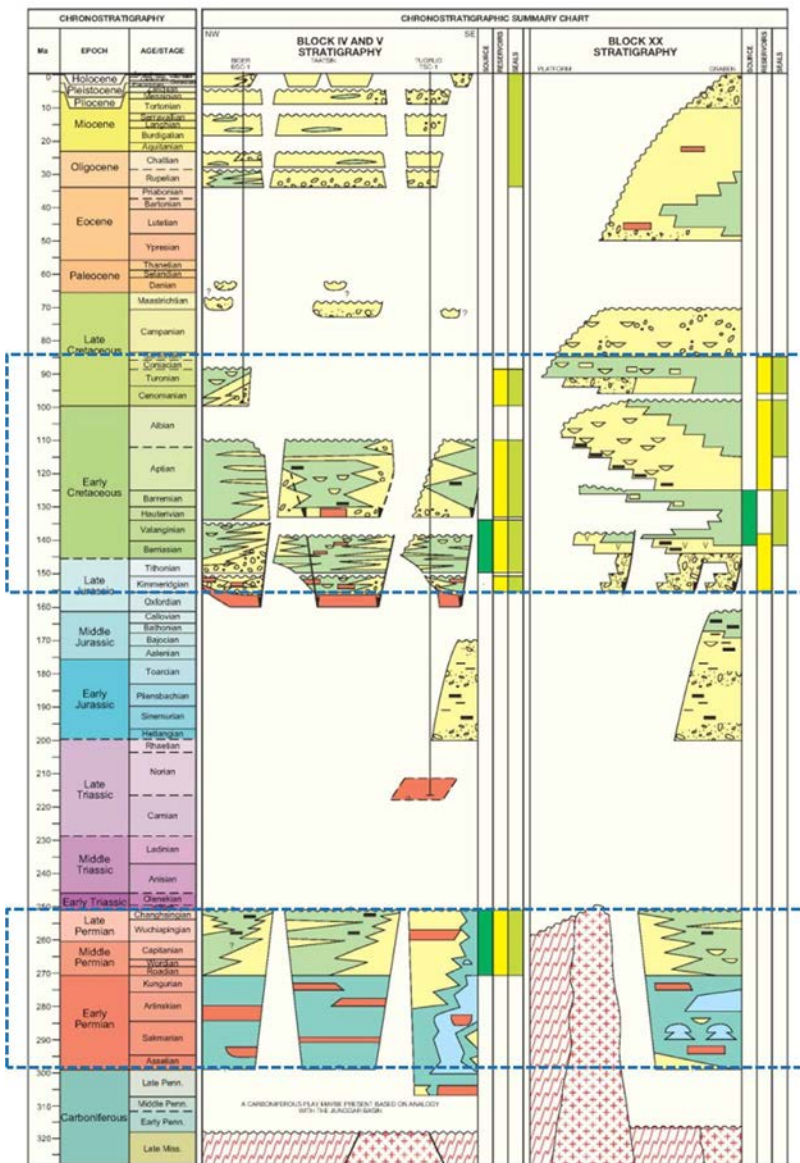 CHRONOSTRATIGRAPHY
CHRONOSTRATIGRAPHIC SUMMARY CHART
Ma
EPOCH
AGE/STAGE
NW
BLOCK IV AND V
STRATIGRAPHY
SE
TAATSIN
TSC-1
SOURCE
RESERVOIRS
SEALS
BLOCK XX
STRATIGRAPHY
PLATFORM
GRABEN
SOURCE
RESERVOIRS
SEALS
0
Holocene
Pleistocene
Pliocene
10
Tortonian
Serravallian
Langhian
Miocene
Burdigalian
20
Aquitanian
Oligocene
Chattian
30
Rupelian
Priabonian
Bartonian
40
Eocene
Lutetian
50
Ypresian
Thanetian
Selandian
60
Paleocene
Danian
?
?
70
Maastrichtian
?
80
Campanian
Late
Cretaceous
Coniacian
90
Turonian
Cenomanian
100
Albian
110
Early
Cretaceous
Aptian
120
Barremian
130
Hauterivian
Valanginian
140
Berriasian
V
V V
150
Tithonian
Late
Jurassic
Kimmeridgian
160
Oxfordian
Callovian
Bathonian
Middle
Jurassic
Bajocian
170
Aalenian
180
Toarcian
Early
Jurassic
Pliensbachian
190
Sinemurian
Hettangian
200
Rhaetian
Norian
210
Late
Triassic
220
Carnian
230
Ladinian
Middle
Triassic
240
Anisian
Early Triassic
Olenekian
250
Changhsingian
Late
Permian
Wuchiapingian
?
260
Middle
Permian
Capitanian
Wordian
Roadian
270
Kungurian
280
Early
Permian
Artinskian
290
Sakmarian
Asselian
300
Late Penn.
310
Carboniferous
Middle Penn.
Early Penn.
A CARBONIFEROUS PLAY MAY BE PRESENT BASED ON ANALOGY
WITH THE JUNGGAR BASIN
320
Late Miss.